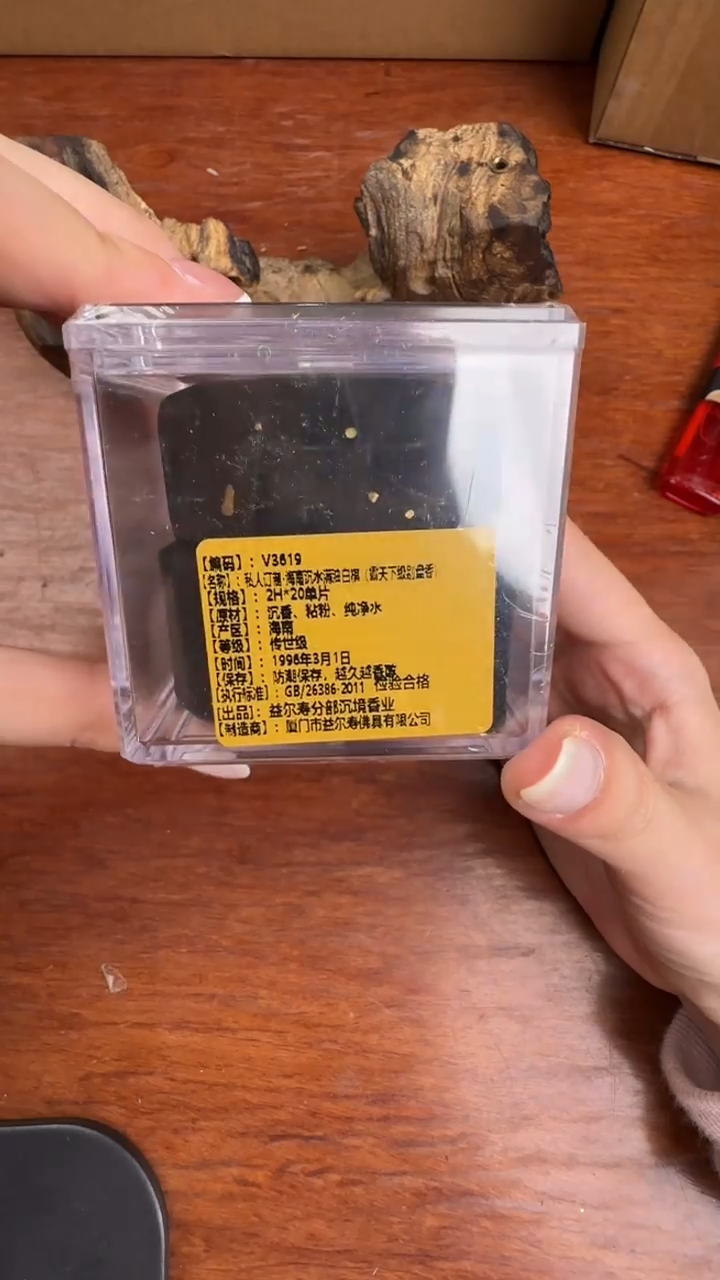 【编码】：V3619
【名称】：私人订制·海南沉水 白棋（霸天下级别盘香）
【规格】：2H*20单片
【原材】：沉香、粘粉、纯净水
【产区】：海南
【等级】：传世级
【时间】：1996年3月1日
【保存】：防潮保存，越久越香
【执行标准】：GB/26386-2011 检验合格
【出品】：益尔寿分部沉境香业
【制造商】：厦门市益尔寿佛具有限公司